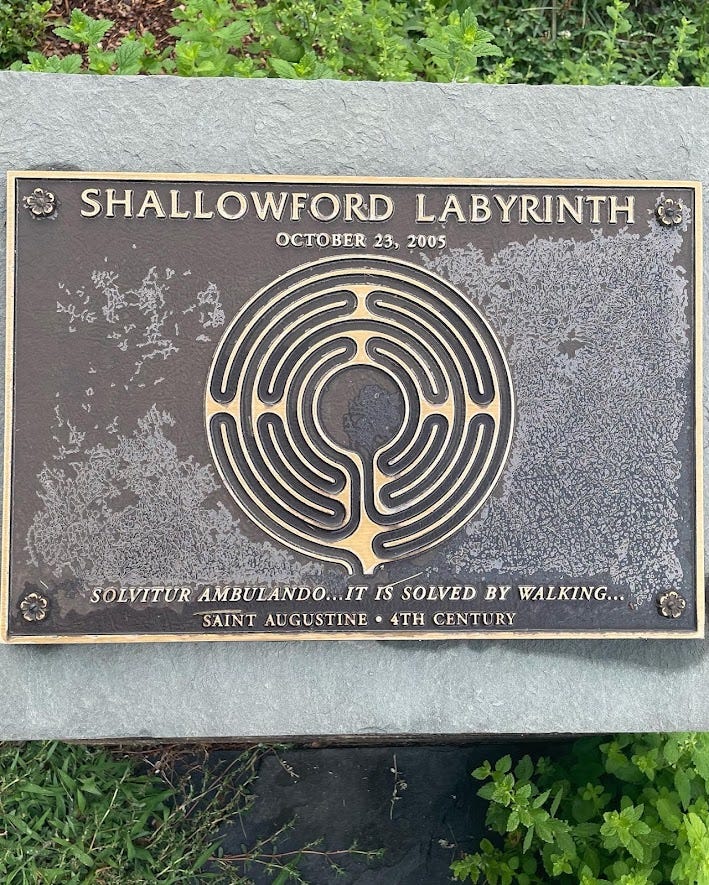 SHALLOWFORD LABYRINTH
OCTOBER 23, 2005
SOLVITUR AMBULANDO...IT IS SOLVED BY WALKING...
SAINT AUGUSTINE • 4TH CENTURY